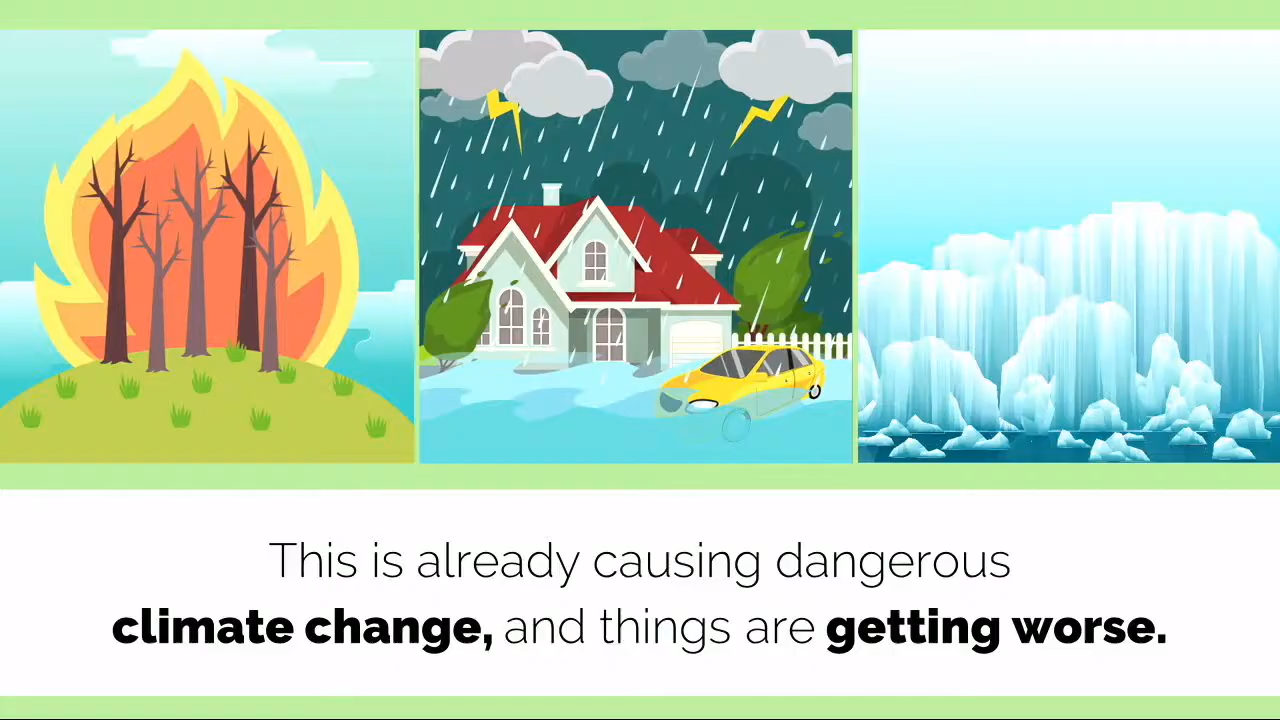 This is already causing dangerous
climate change, and things are getting worse.